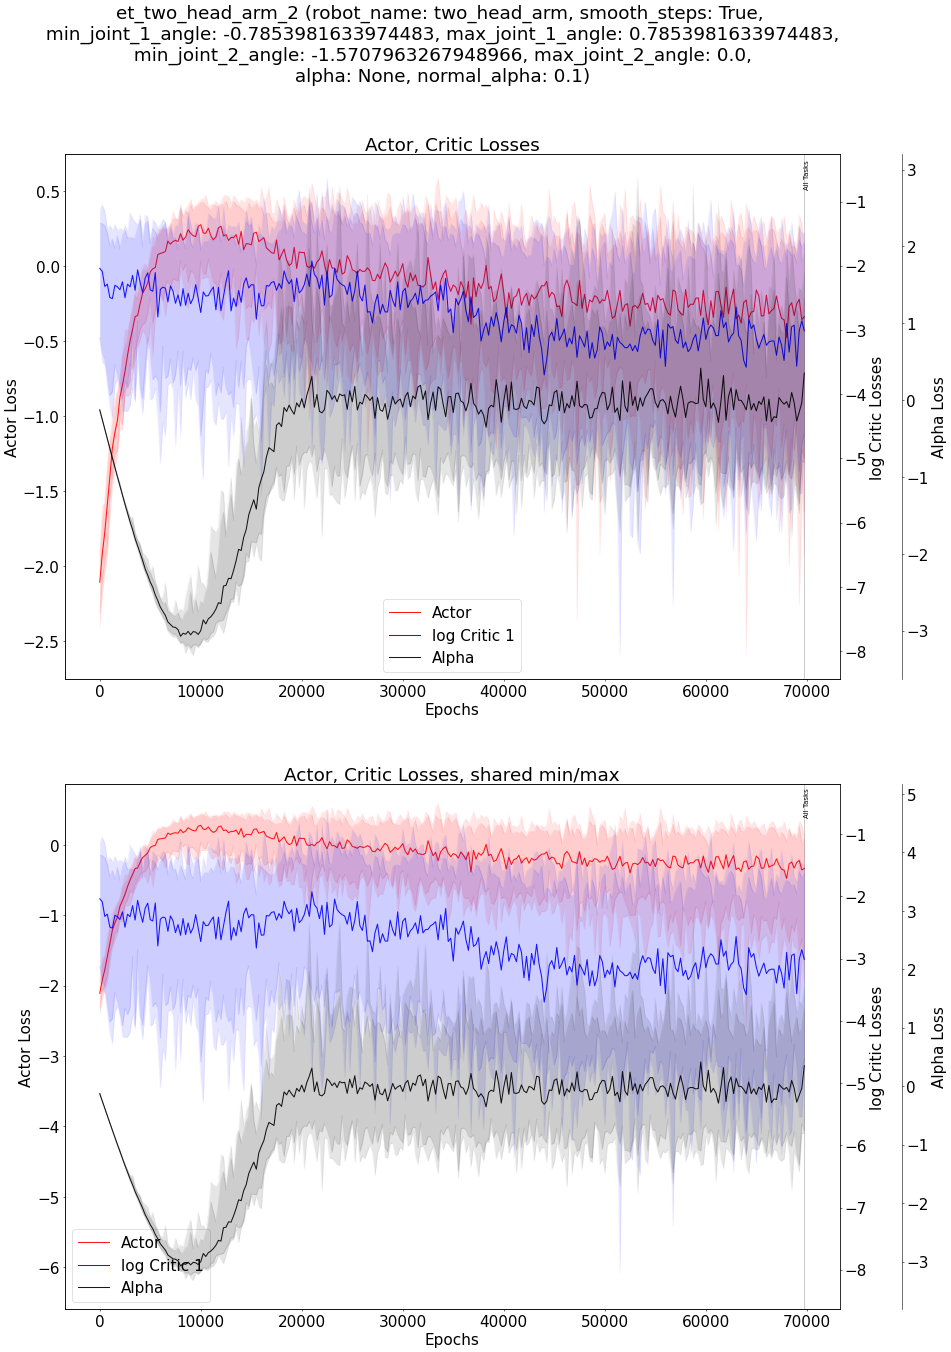 et_two_head_arm_2 (robot_name: two_head_arm, smooth_steps: True,
min_joint_1_angle: -0.7853981633974483, max_joint_1_angle: 0.7853981633974483,
min_joint_2_angle: -1.5707963267948966, max_joint_2_angle: 0.0,
alpha: None, normal_alpha: 0.1)
Actor, Critic Losses
All Tasks
0.5
0.0
−0.5
−1.0
−1.5
−2.0
−2.5
Actor Loss
−1
−2
−3
−4
−5
−6
−7
−8
log Critic Losses
3
2
1
0
−1
−2
−3
Alpha Loss
Actor
log Critic 1
Alpha
0 10000 20000 30000 40000 50000 60000 70000
Epochs
Actor, Critic Losses, shared min/max
All Tasks
0
−1
−2
−3
−4
−5
−6
Actor Loss
−1
−2
−3
−4
−5
−6
−7
−8
log Critic Losses
5
4
3
2
1
0
−1
−2
−3
Alpha Loss
Actor
log Critic 1
Alpha
0 10000 20000 30000 40000 50000 60000 70000
Epochs